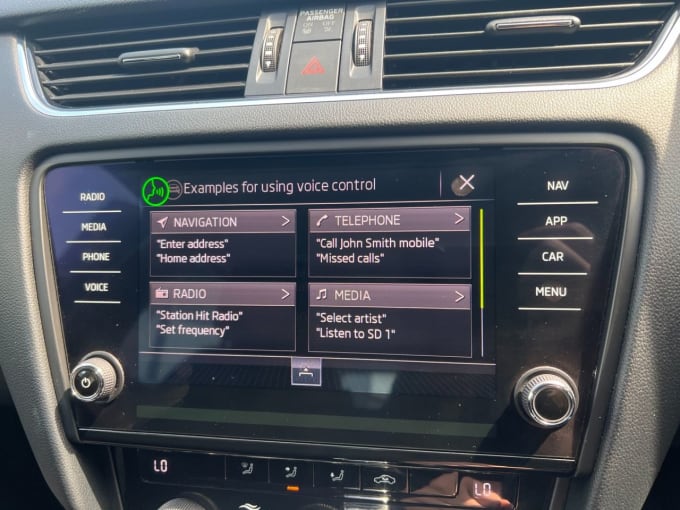 PASSENGER
AIRBAG
ON OFF
Examples for using voice control
RADIO
MEDIA
PHONE
VOICE
NAVIGATION
"Enter address"
"Home address"
TELEPHONE
"Call John Smith mobile"
"Missed calls"
RADIO
"Station Hit Radio"
"Set frequency"
MEDIA
"Select artist"
"Listen to SD 1"
NAV
APP
CAR
MENU
LO
LO